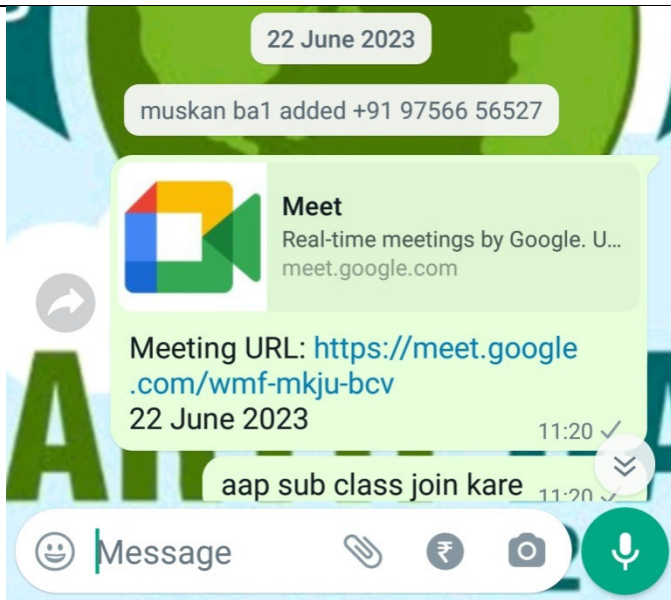 22 June 2023
muskan ba1 added +91 97566 56527
Meet
Real-time meetings by Google. U...
meet.google.com
Meeting URL: https://meet.google
.com/wmf-mkju-bcv
22 June 2023
11:20
aap sub class join kare
11:20
Message